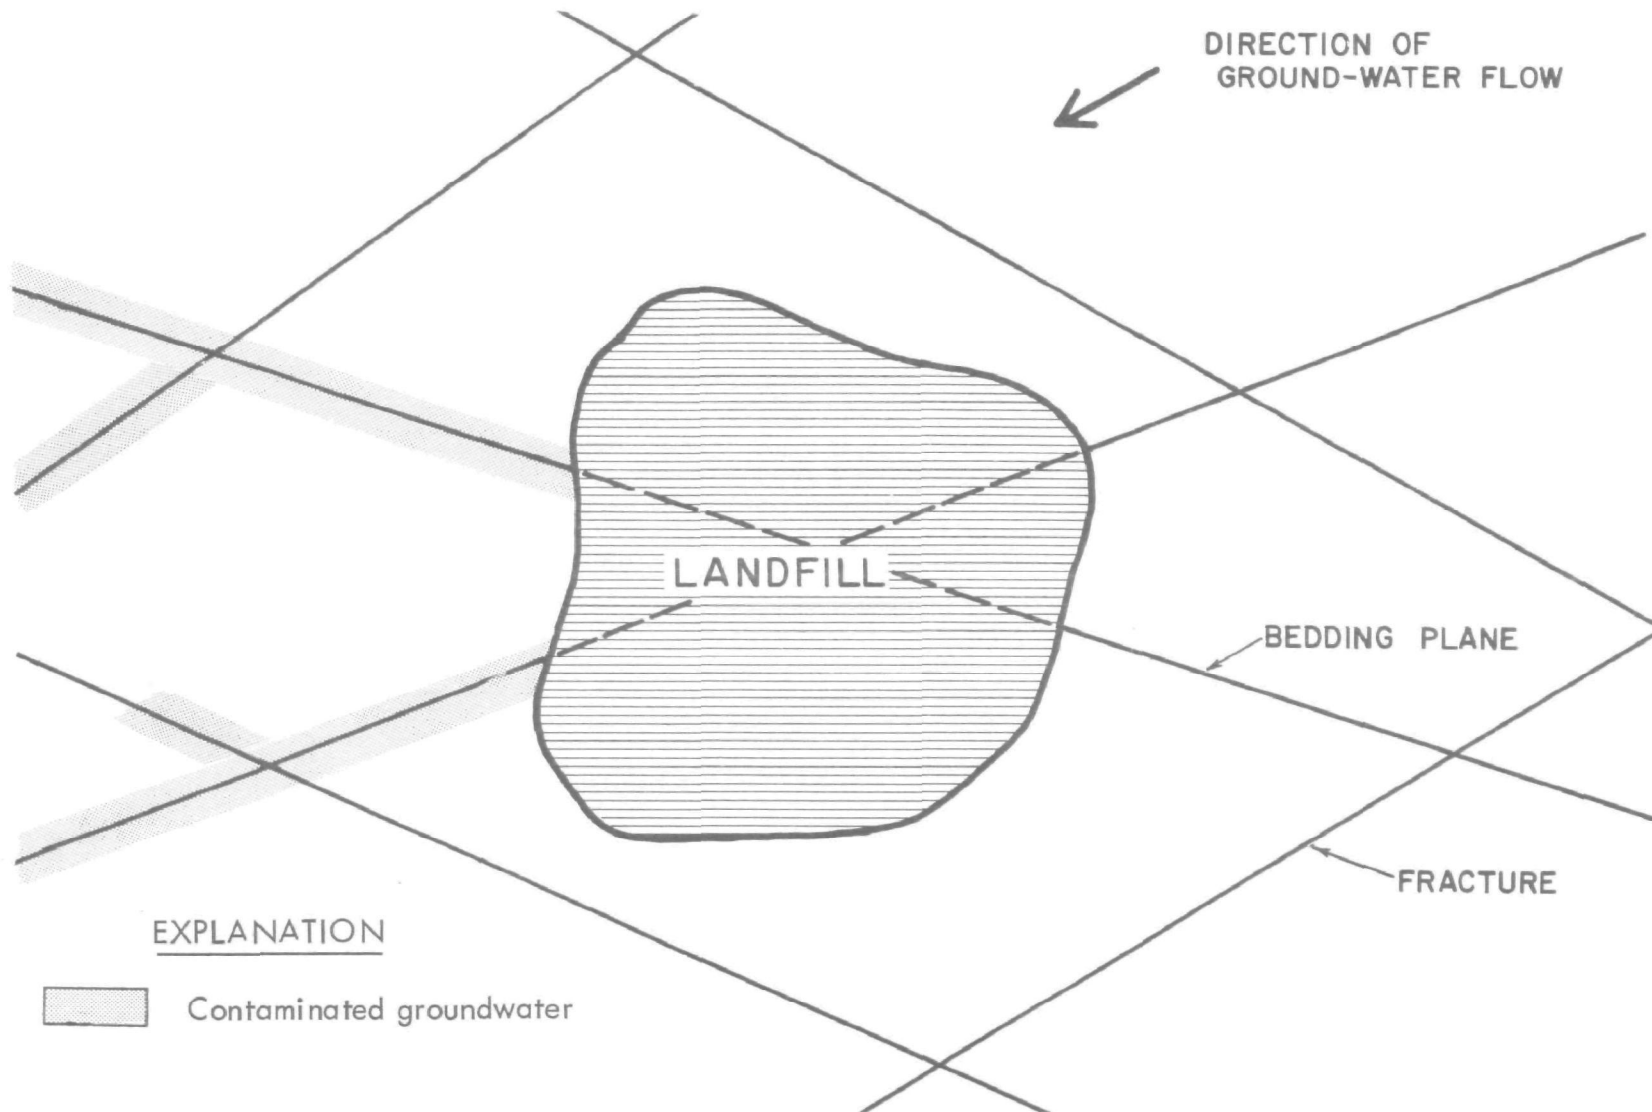 DIRECTION OF
GROUND-WATER FLOW
LANDFILL
BEDDING PLANE
FRACTURE
EXPLANATION
Contaminated groundwater